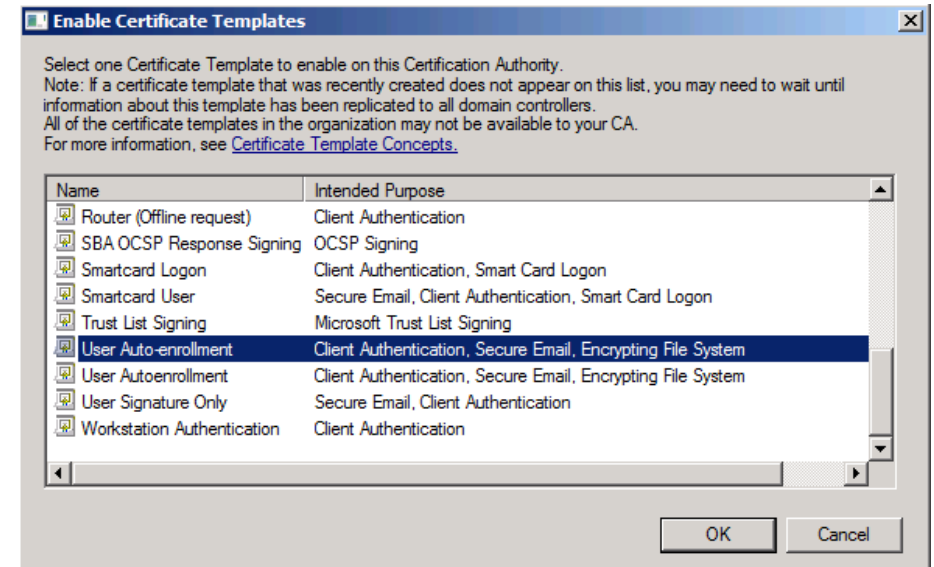 Enable Certificate Templates
Select one Certificate Template to enable on this Certification Authority.
Note: If a certificate template that was recently created does not appear on this list, you may need to wait until
information about this template has been replicated to all domain controllers.
All of the certificate templates in the organization may not be available to your CA.
For more information, see Certificate Template Concepts.
Name Intended Purpose
Router (Offline request) Client Authentication
SBA OCSP Response Signing OCSP Signing
Smartcard Logon Client Authentication, Smart Card Logon
Smartcard User Secure Email, Client Authentication, Smart Card Logon
Trust List Signing Microsoft Trust List Signing
User Auto-enrollment Client Authentication, Secure Email, Encrypting File System
User Autoenrollment Client Authentication, Secure Email, Encrypting File System
User Signature Only Secure Email, Client Authentication
Workstation Authentication Client Authentication
OK Cancel